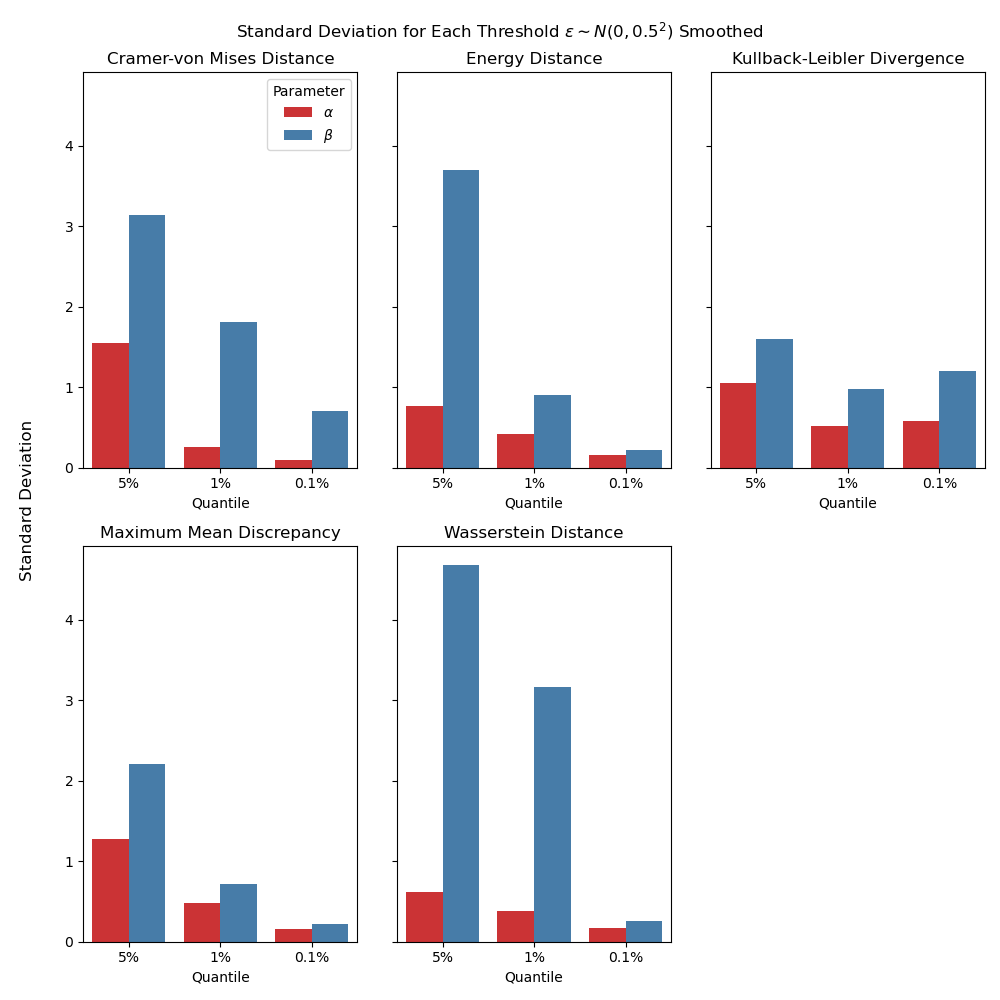 Standard Deviation for Each Threshold ε ~ N(0, 0.5²) Smoothed
Cramer-von Mises Distance
Parameter
α
β
4
3
2
1
0
5% 1% 0.1%
Quantile
Energy Distance
5% 1% 0.1%
Quantile
Kullback-Leibler Divergence
5% 1% 0.1%
Quantile
Standard Deviation
Maximum Mean Discrepancy
4
3
2
1
0
5% 1% 0.1%
Quantile
Wasserstein Distance
5% 1% 0.1%
Quantile